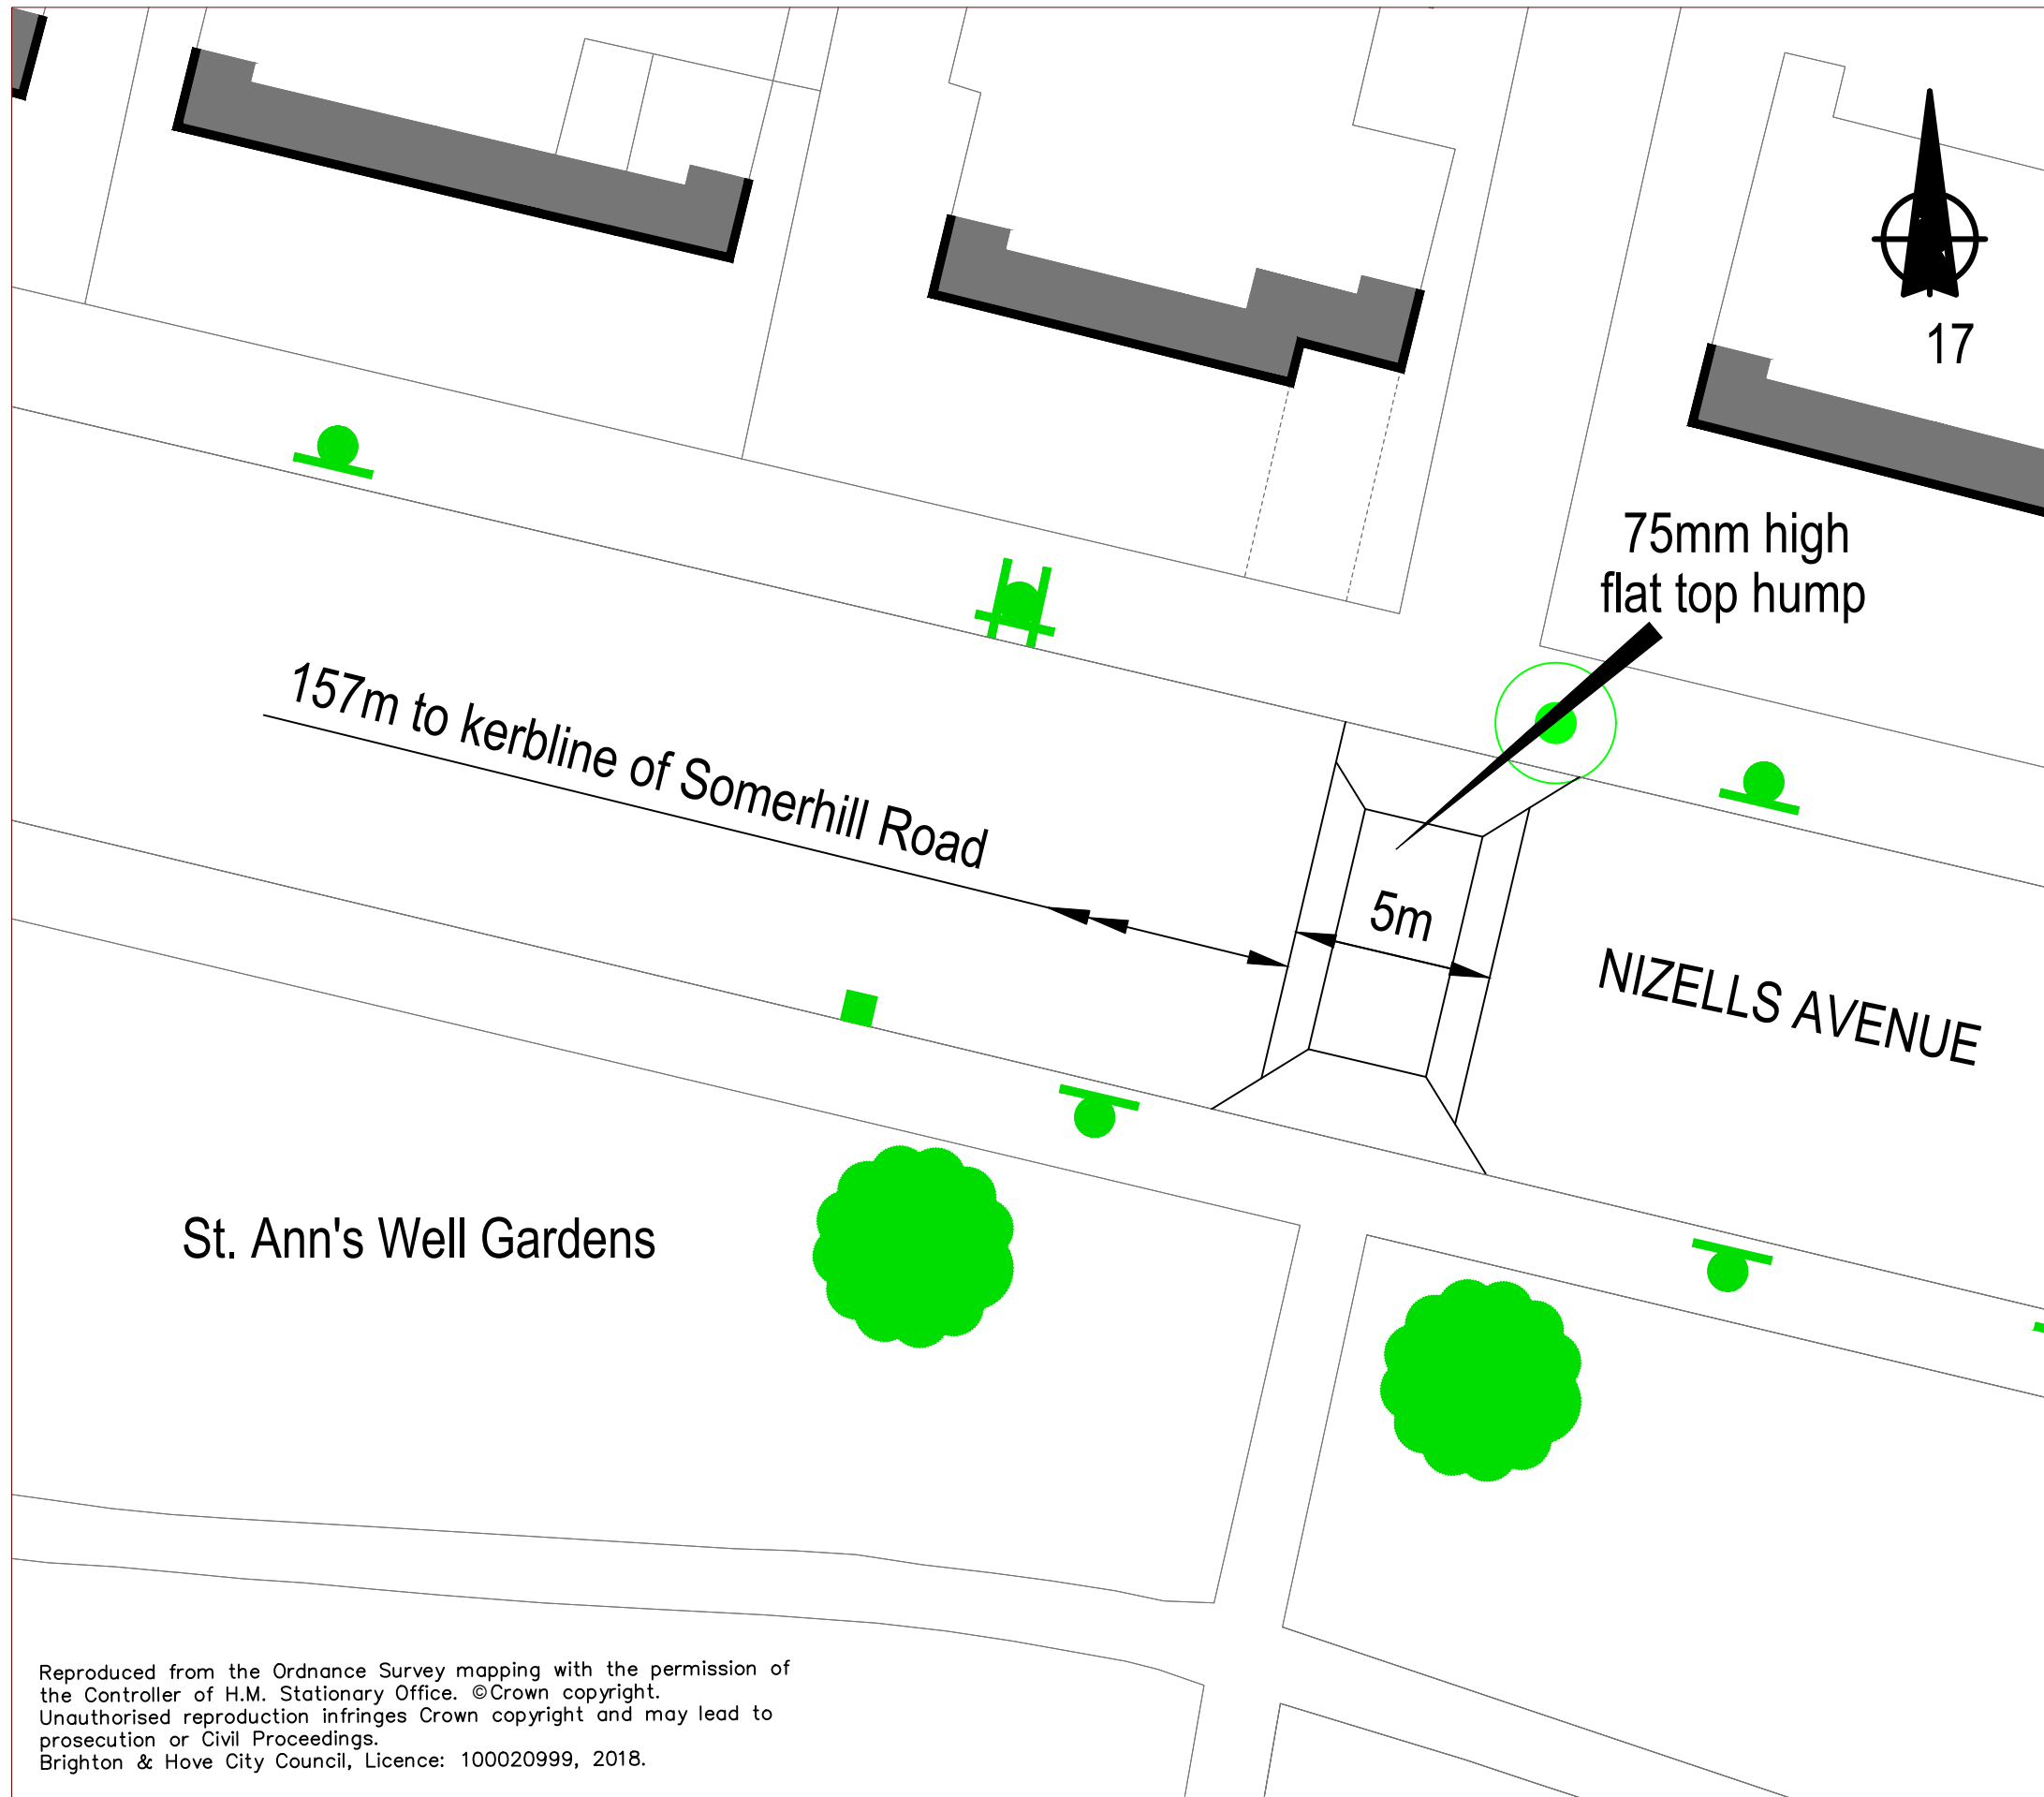 17
75mm high
flat top hump
157m to kerbline of Somerhill Road
5m
NIZELLS AVENUE
St. Ann's Well Gardens
Reproduced from the Ordnance Survey mapping with the permission of
the Controller of H.M. Stationary Office. ©Crown copyright.
Unauthorised reproduction infringes Crown copyright and may lead to
prosecution or Civil Proceedings.
Brighton & Hove City Council, Licence: 100020999, 2018.